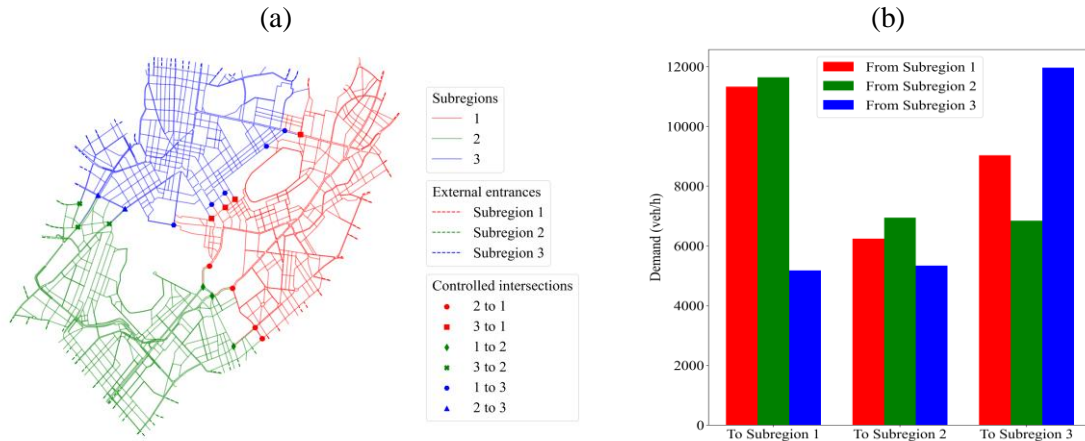 (a)
Subregions
1
2
3
External entrances
Subregion 1
Subregion 2
Subregion 3
Controlled intersections
2 to 1
3 to 1
1 to 2
3 to 2
1 to 3
2 to 3
(b)
From Subregion 1
From Subregion 2
From Subregion 3
Demand (veh/h)
12000
10000
8000
6000
4000
2000
0
To Subregion 1 To Subregion 2 To Subregion 3